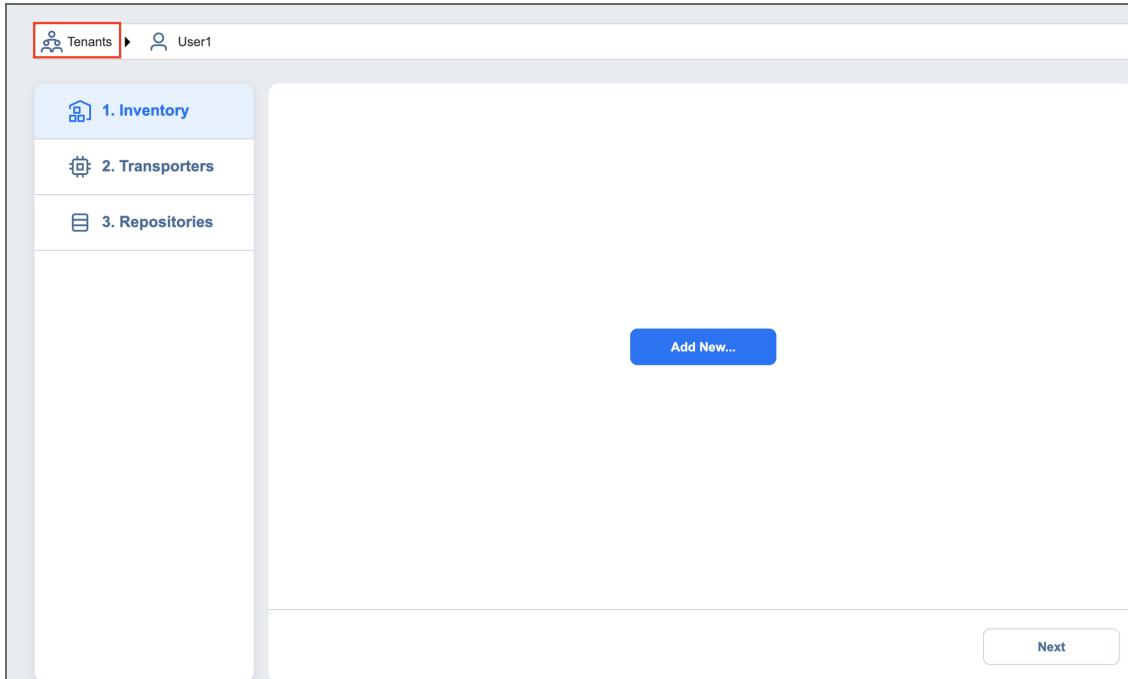 Tenants User1
1. Inventory
2. Transporters
3. Repositories
Add New...
Next